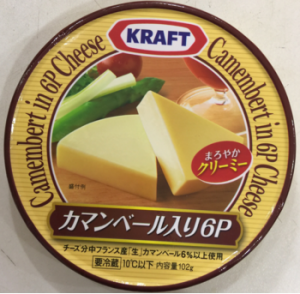 KRAFT
Camembert in 6P Cheese
Camembert in 6P Cheese
まろやか
クリーミー
カマンベール入り6P
チーズ分中フランス産「生」カマンベール6%以上使用
要冷蔵 10℃以下 内容量102g